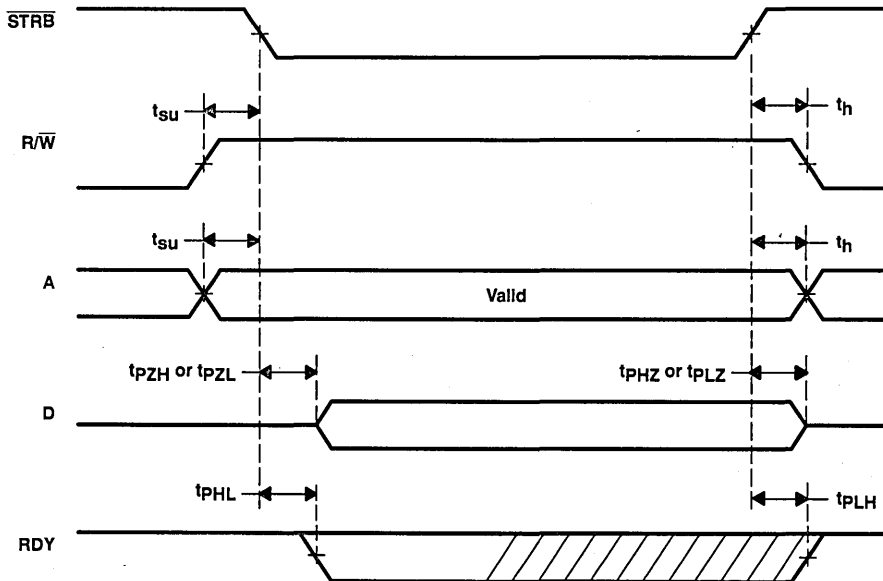 STRB
tsu
th
R/W
tsu
th
A
Valid
tPZH or tPZL
tPHZ or tPLZ
D
tPHL
tPLH
RDY